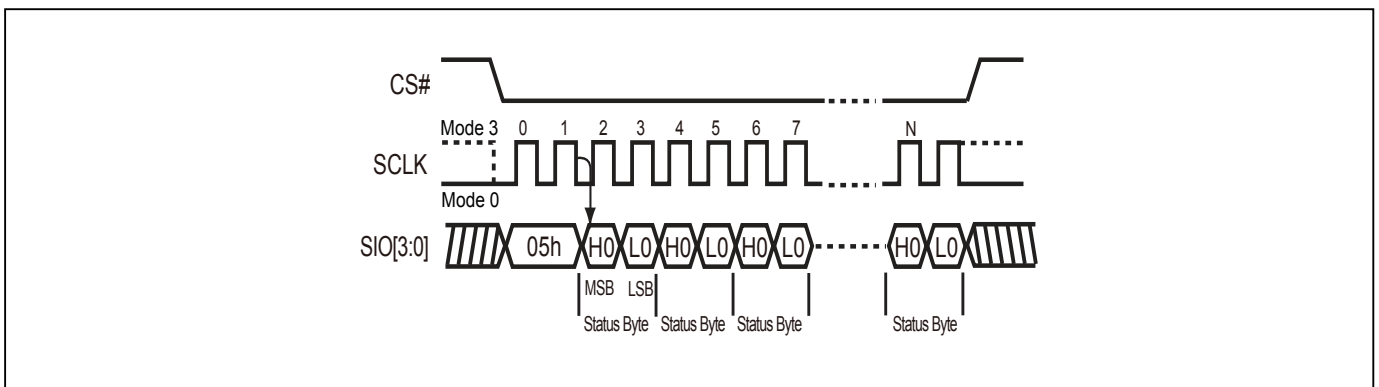 CS#
Mode 3 0 1 2 3 4 5 6 7 N
SCLK
Mode 0
SIO[3:0] 05h H0 L0 H0 L0 H0 L0 H0 L0
MSB LSB
Status Byte Status Byte Status Byte Status Byte